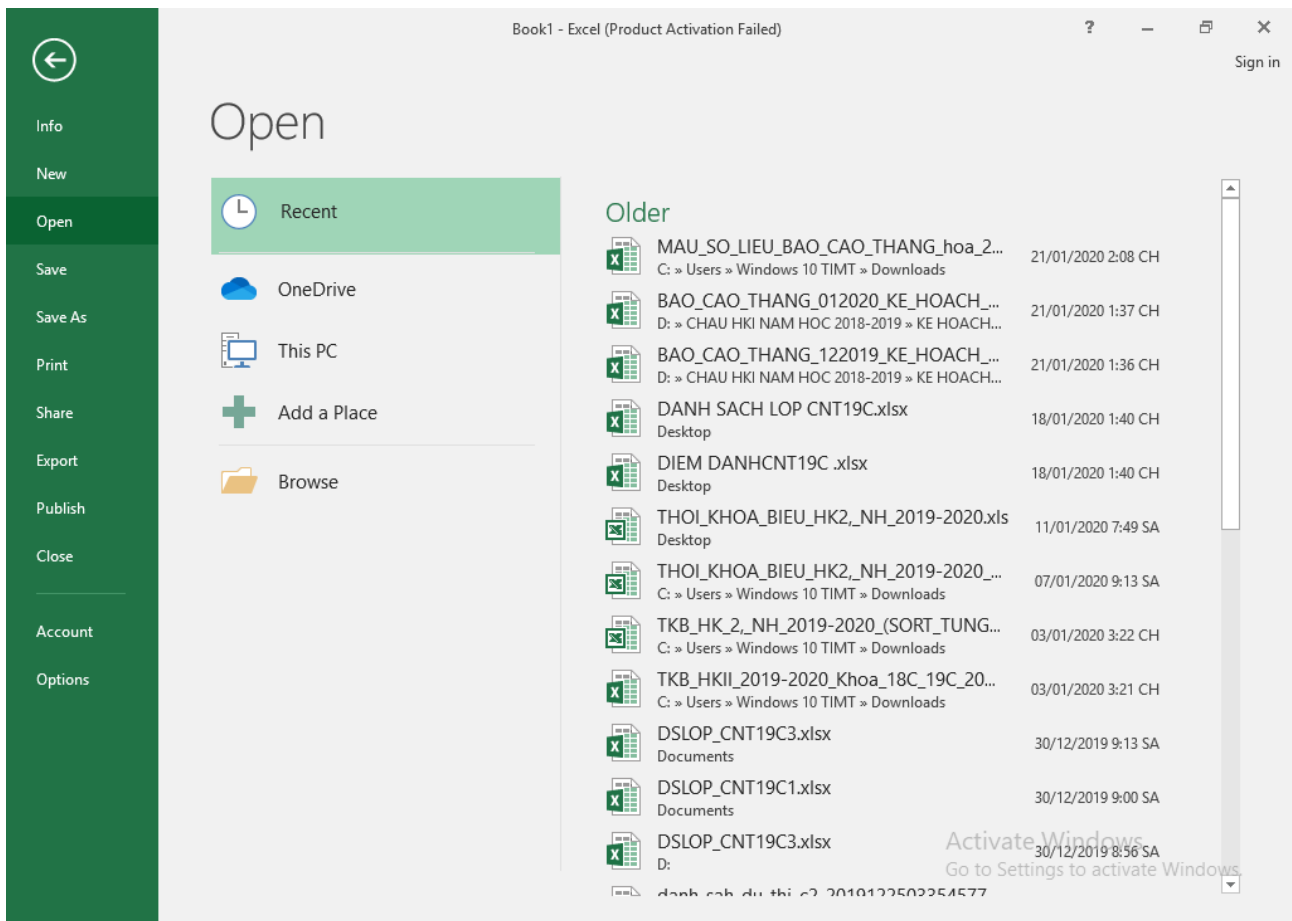 Book1 - Excel (Product Activation Failed)
?
Sign in
Info
New
Open
Save
Save As
Print
Share
Export
Publish
Close
Account
Options
Open
Recent
OneDrive
This PC
Add a Place
Browse
Older
MAU_SO_LIEU_BAO_CAO_THANG_hoa_2...
C: » Users » Windows 10 TIMT » Downloads
21/01/2020 2:08 CH
BAO_CAO_THANG_012020_KE_HOACH_...
D: » CHAU HKI NAM HOC 2018-2019 » KE HOACH...
21/01/2020 1:37 CH
BAO_CAO_THANG_122019_KE_HOACH_...
D: » CHAU HKI NAM HOC 2018-2019 » KE HOACH...
21/01/2020 1:36 CH
DANH SACH LOP CNT19C.xlsx
Desktop
18/01/2020 1:40 CH
DIEM DANHCNT19C .xlsx
Desktop
18/01/2020 1:40 CH
THOI_KHOA_BIEU_HK2,_NH_2019-2020.xls
Desktop
11/01/2020 7:49 SA
THOI_KHOA_BIEU_HK2,_NH_2019-2020_...
C: » Users » Windows 10 TIMT » Downloads
07/01/2020 9:13 SA
TKB_HK_2,_NH_2019-2020_(SORT_TUNG...
C: » Users » Windows 10 TIMT » Downloads
03/01/2020 3:22 CH
TKB_HKII_2019-2020_Khoa_18C_19C_20...
C: » Users » Windows 10 TIMT » Downloads
03/01/2020 3:21 CH
DSLOP_CNT19C3.xlsx
Documents
30/12/2019 9:13 SA
DSLOP_CNT19C1.xlsx
Documents
30/12/2019 9:00 SA
DSLOP_CNT19C3.xlsx
D:
30/12/2019 8:56 SA
Activate Windows
Go to Settings to activate Windows.
danh_sah_du_thi_c2_2019122503354577